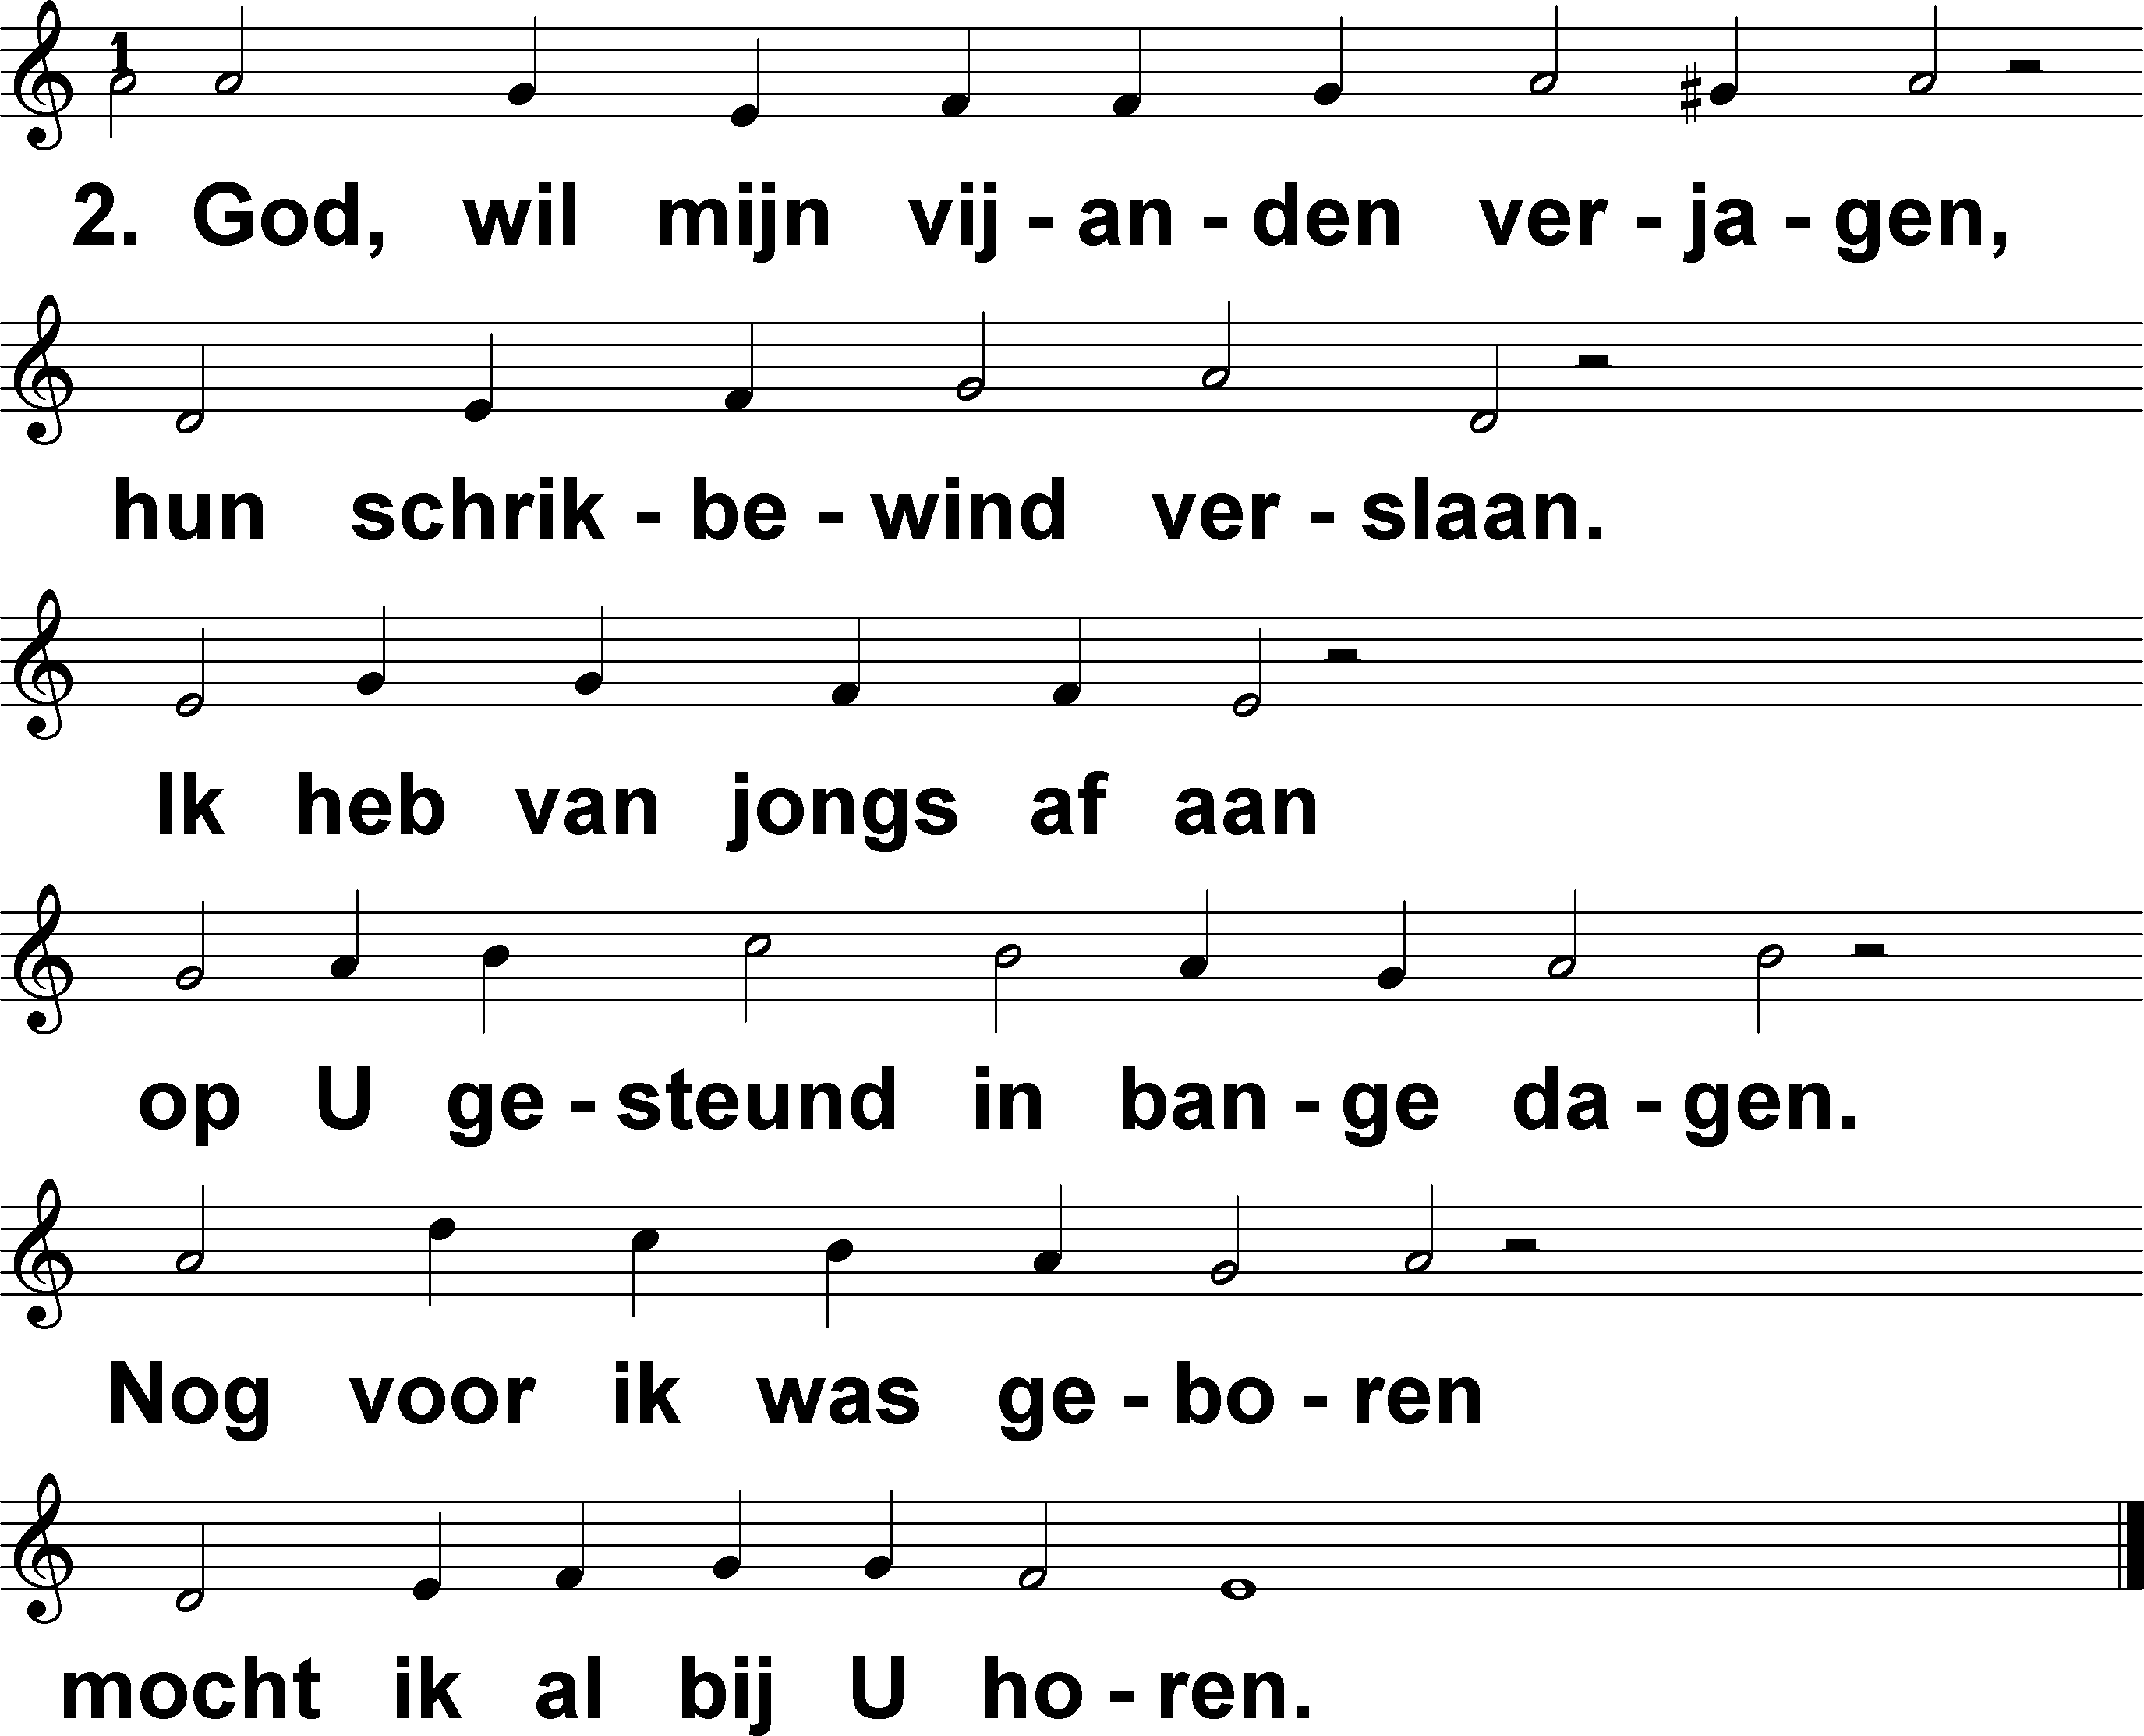 1
2. God, wil mijn vij - an - den ver - ja - gen,
hun schrik - be - wind ver - slaan.
Ik heb van jongs af aan
op U ge - steund in ban - ge da - gen.
Nog voor ik was ge - bo - ren
mocht ik al bij U ho - ren.